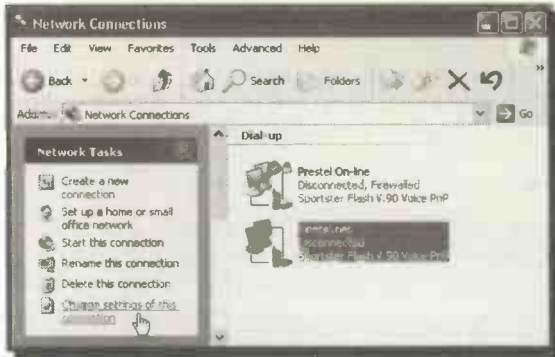 Network Connections
File Edit View Favorites Tools Advanced Help
Back Search Folders »
Network Connections Go
Network Tasks
Create a new
connection
Set up a home or small
office network
Start this connection
Rename this connection
Delete this connection
Change settings of this
connection
Dial-up
Prestel On-line
Disconnected, Firewalled
Sportster Flash V.90 Voice PnP
Disconnected
Sportster Flash V.90 Voice PnP